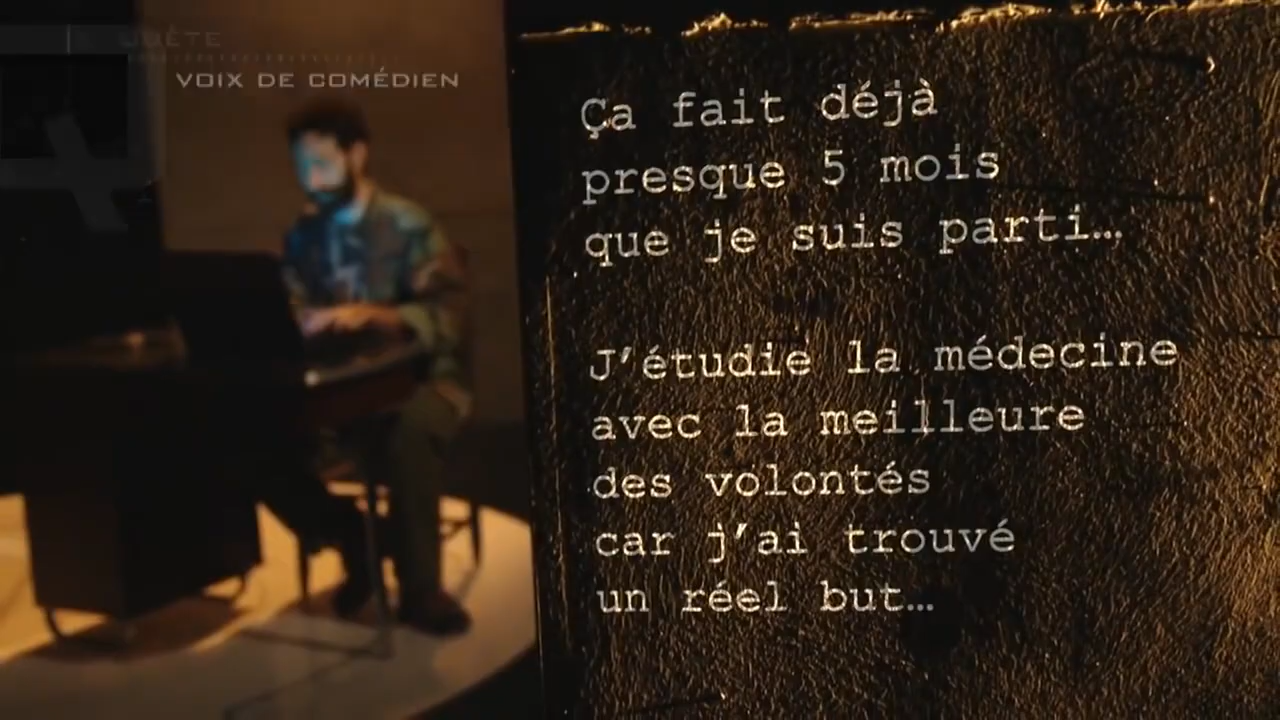 VOIX DE COMÉDIEN
Ça fait déjà
presque 5 mois
que je suis parti…
J'étudie la médecine
avec la meilleure
des volontés
car j'ai trouvé
un réel but…